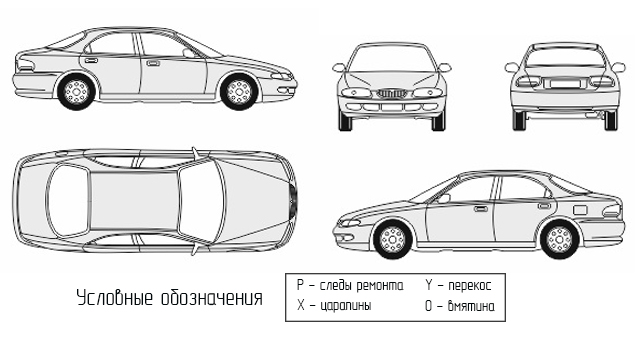 Условные обозначения
Р - следы ремонта Y - перекос
Х - царапины О - вмятина